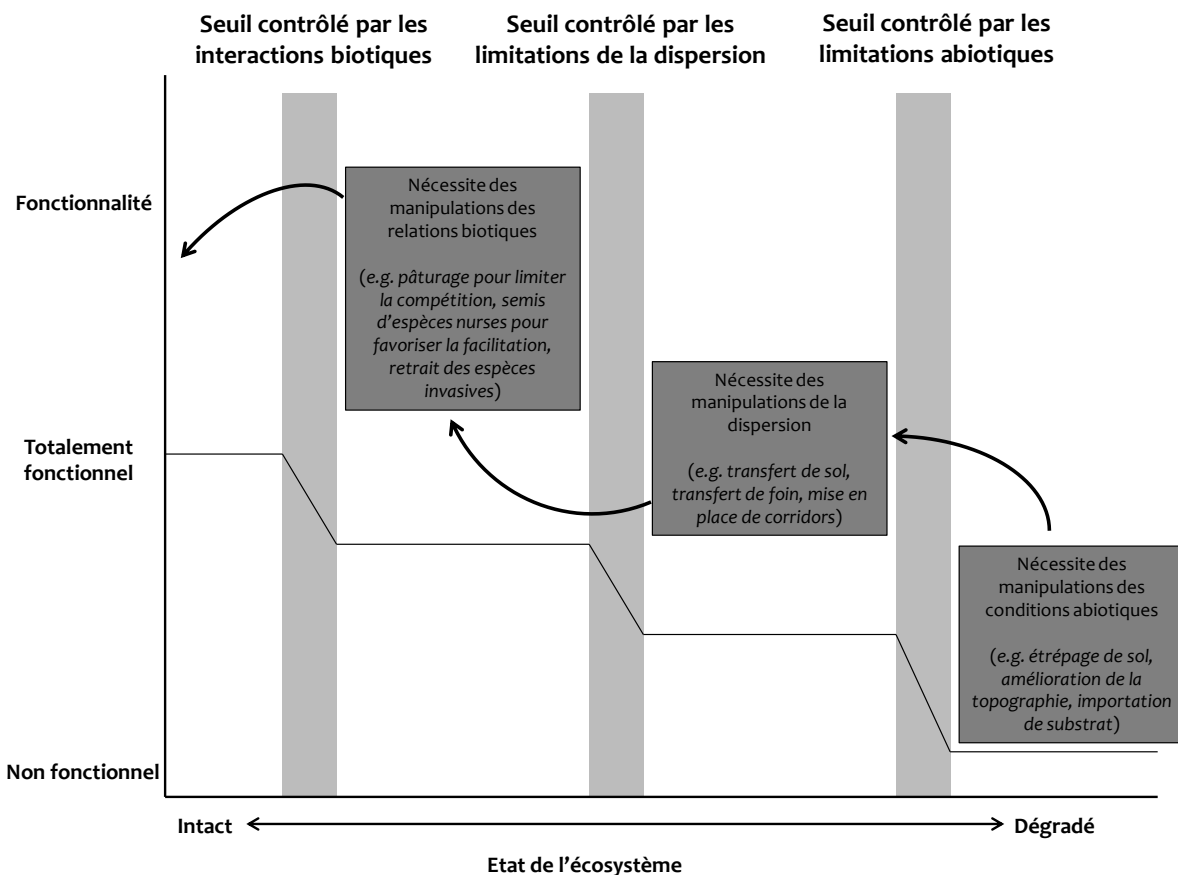 Seuil contrôlé par les
interactions biotiques
Seuil contrôlé par les
limitations de la dispersion
Seuil contrôlé par les
limitations abiotiques
Fonctionnalité
Nécessite des
manipulations des
relations biotiques
(e.g. pâturage pour limiter
la compétition, semis
d'espèces nurses pour
favoriser la facilitation,
retrait des espèces
invasives)
Nécessite des
manipulations de la
dispersion
(e.g. transfert de sol,
transfert de foin, mise en
place de corridors)
Totalement
fonctionnel
Nécessite des
manipulations des
conditions abiotiques
(e.g. étrépage de sol,
amélioration de la
topographie, importation
de substrat)
Non fonctionnel
Intact
Dégradé
Etat de l'écosystème